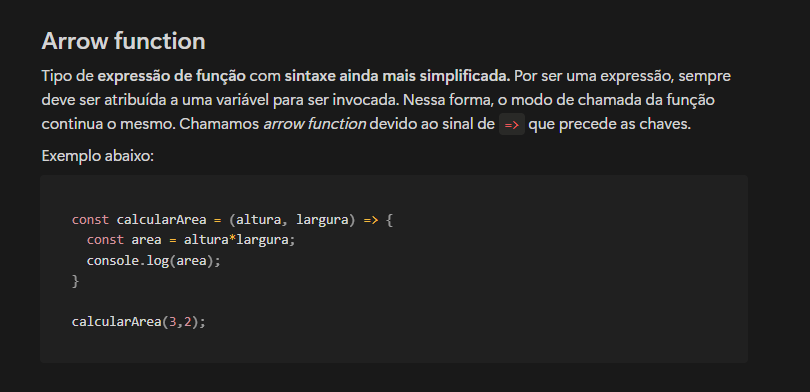 Arrow function
Tipo de expressão de função com sintaxe ainda mais simplificada. Por ser uma expressão, sempre
deve ser atribuída a uma variável para ser invocada. Nessa forma, o modo de chamada da função
continua o mesmo. Chamamos arrow function devido ao sinal de => que precede as chaves.
Exemplo abaixo:
const calcularArea = (altura, largura) => {
  const area = altura*largura;
  console.log(area);
}
calcularArea(3,2);